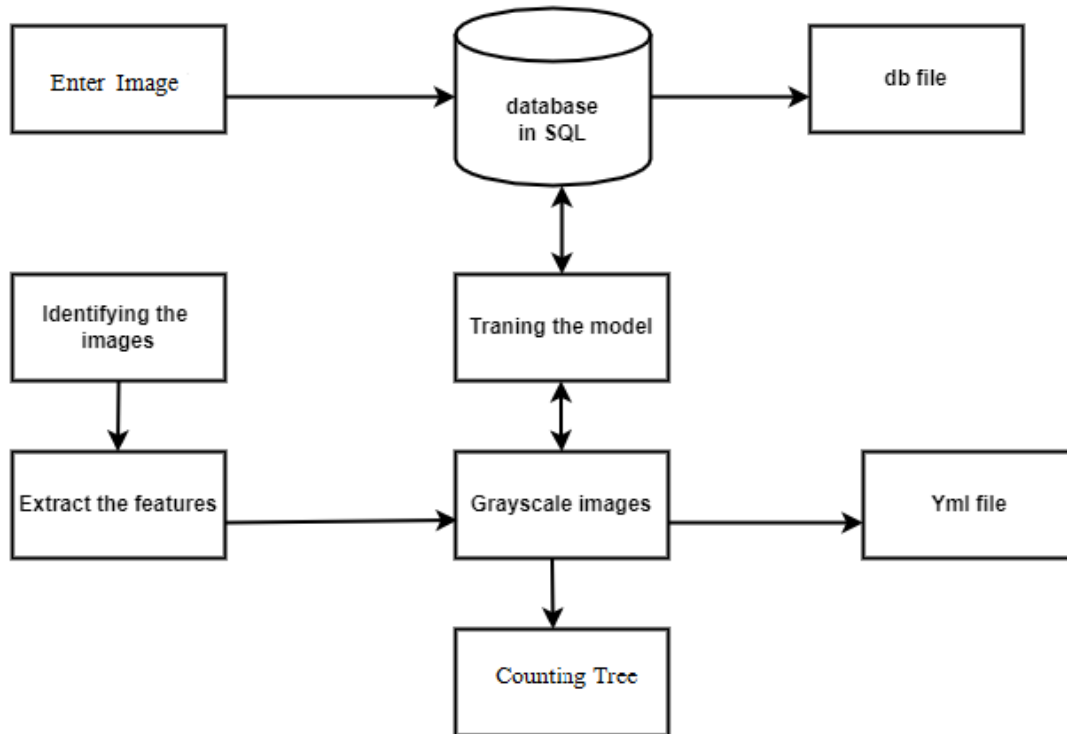 Enter Image
database
in SQL
db file
Identifying the
images
Traning the model
Extract the features
Grayscale images
Yml file
Counting Tree